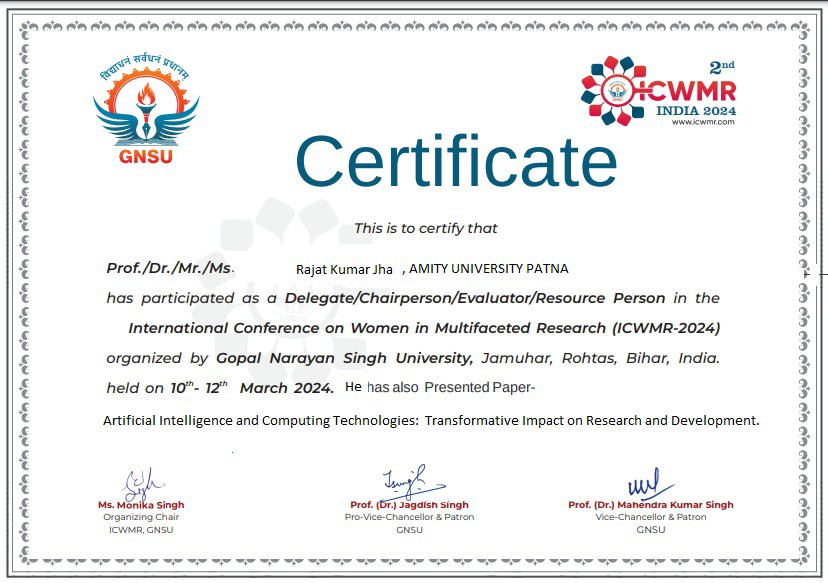 विद्याधनं सर्वधनं प्रधानम्
GNSU
2nd
ICWMR
INDIA 2024
www.icwmr.com
Certificate
This is to certify that
Prof./Dr./Mr./Ms. Rajat Kumar Jha , AMITY UNIVERSITY PATNA
has participated as a Delegate/Chairperson/Evaluator/Resource Person in the
International Conference on Women in Multifaceted Research (ICWMR-2024)
organized by Gopal Narayan Singh University, Jamuhar, Rohtas, Bihar, India.
held on 10th- 12th March 2024. He has also Presented Paper-
Artificial Intelligence and Computing Technologies: Transformative Impact on Research and Development.
Ms. Monika Singh
Organizing Chair
ICWMR, GNSU
Prof. (Dr.) Jagdish Singh
Pro-Vice-Chancellor & Patron
GNSU
Prof. (Dr.) Mahendra Kumar Singh
Vice-Chancellor & Patron
GNSU